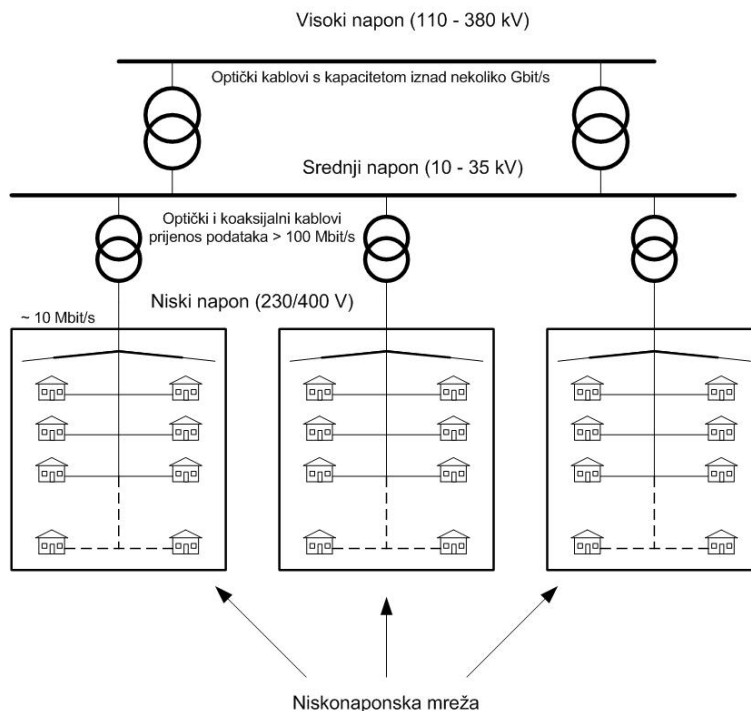 Visoki napon (110 - 380 kV)
Optički kablovi s kapacitetom iznad nekoliko Gbit/s
Srednji napon (10 - 35 kV)
Optički i koaksijalni kablovi
prijenos podataka > 100 Mbit/s
Niski napon (230/400 V)
~ 10 Mbit/s
Niskonaponska mreža